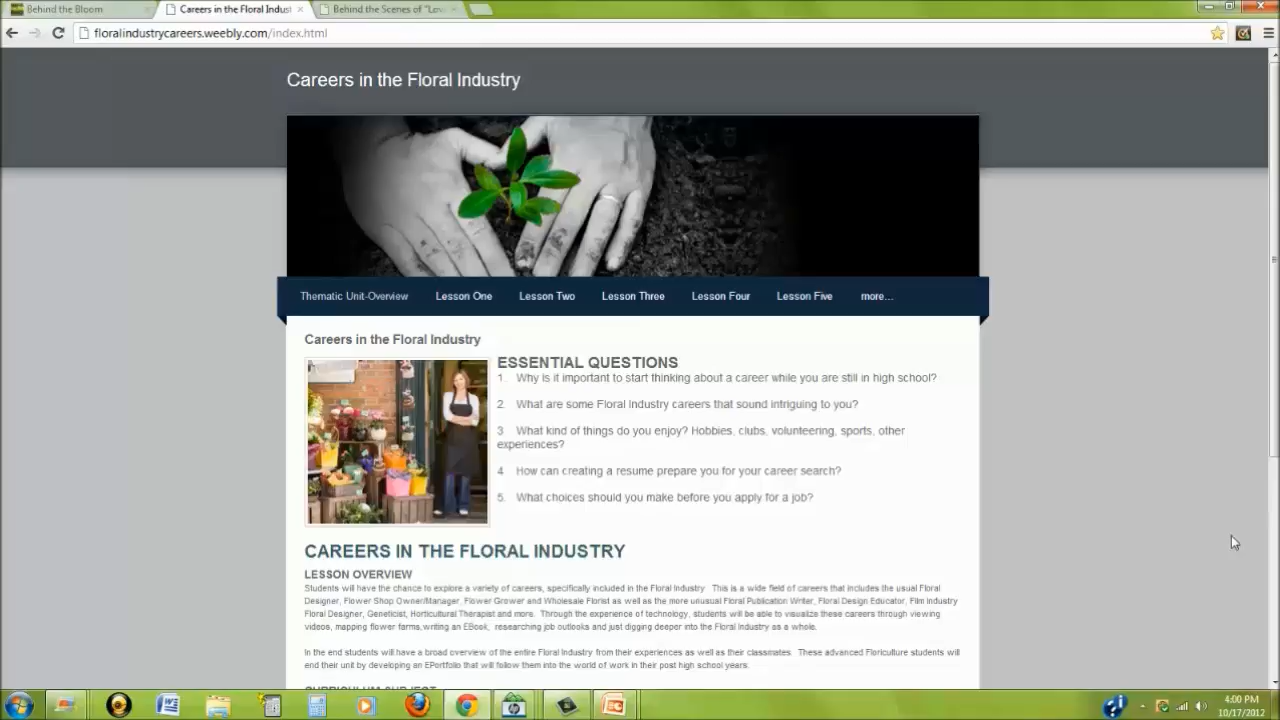 Behind the Bloom
Careers in the Floral Indust
Behind the Scenes of "Lov
floralindustrycareers.weebly.com/index.html
Careers in the Floral Industry
Thematic Unit-Overview Lesson One Lesson Two Lesson Three Lesson Four Lesson Five more...
Careers in the Floral Industry
ESSENTIAL QUESTIONS
1. Why is it important to start thinking about a career while you are still in high school?
2. What are some Floral Industry careers that sound intriguing to you?
3 What kind of things do you enjoy? Hobbies, clubs, volunteering, sports, other
experiences?
4 How can creating a resume prepare you for your career search?
5. What choices should you make before you apply for a job?
CAREERS IN THE FLORAL INDUSTRY
LESSON OVERVIEW
Students will have the chance to explore a variety of careers, specifically included in the Floral Industry This is a wide field of careers that includes the usual Floral
Designer, Flower Shop Owner/Manager, Flower Grower and Wholesale Florist as well as the more unusual Floral Publication Writer, Floral Design Educator, Film Industry
Floral Designer, Geneticist, Horticultural Therapist and more. Through the experience of technology, students will be able to visualize these careers through viewing
videos, mapping flower farms,writing an EBook, researching job outlooks and just digging deeper into the Floral Industry as a whole.
In the end students will have a broad overview of the entire Floral Industry from their experiences as well as their classmates. These advanced Floriculture students will
end their unit by developing an EPortfolio that will follow them into the world of work in their post high school years.
CURRICULUM SUBJECT
4:00 PM
10/17/2012